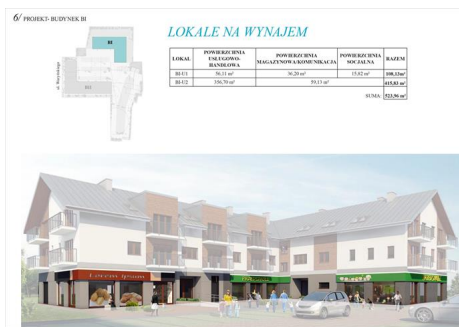 6/ PROJEKT- BUDYNEK BI
LOKALE NA WYNAJEM
BI
BII
LOKAL POWIERZCHNIA USŁUGOWO- HANDLOWA POWIERZCHNIA MAGAZYNOWA/KOMUNIKACJA POWIERZCHNIA SOCJALNA RAZEM
BI-U1 56,11 m² 36,20 m² 15,82 m² 108,13m²
BI-U2 356,70 m² 59,13 m² 415,83 m²
SUMA: 523,96 m²